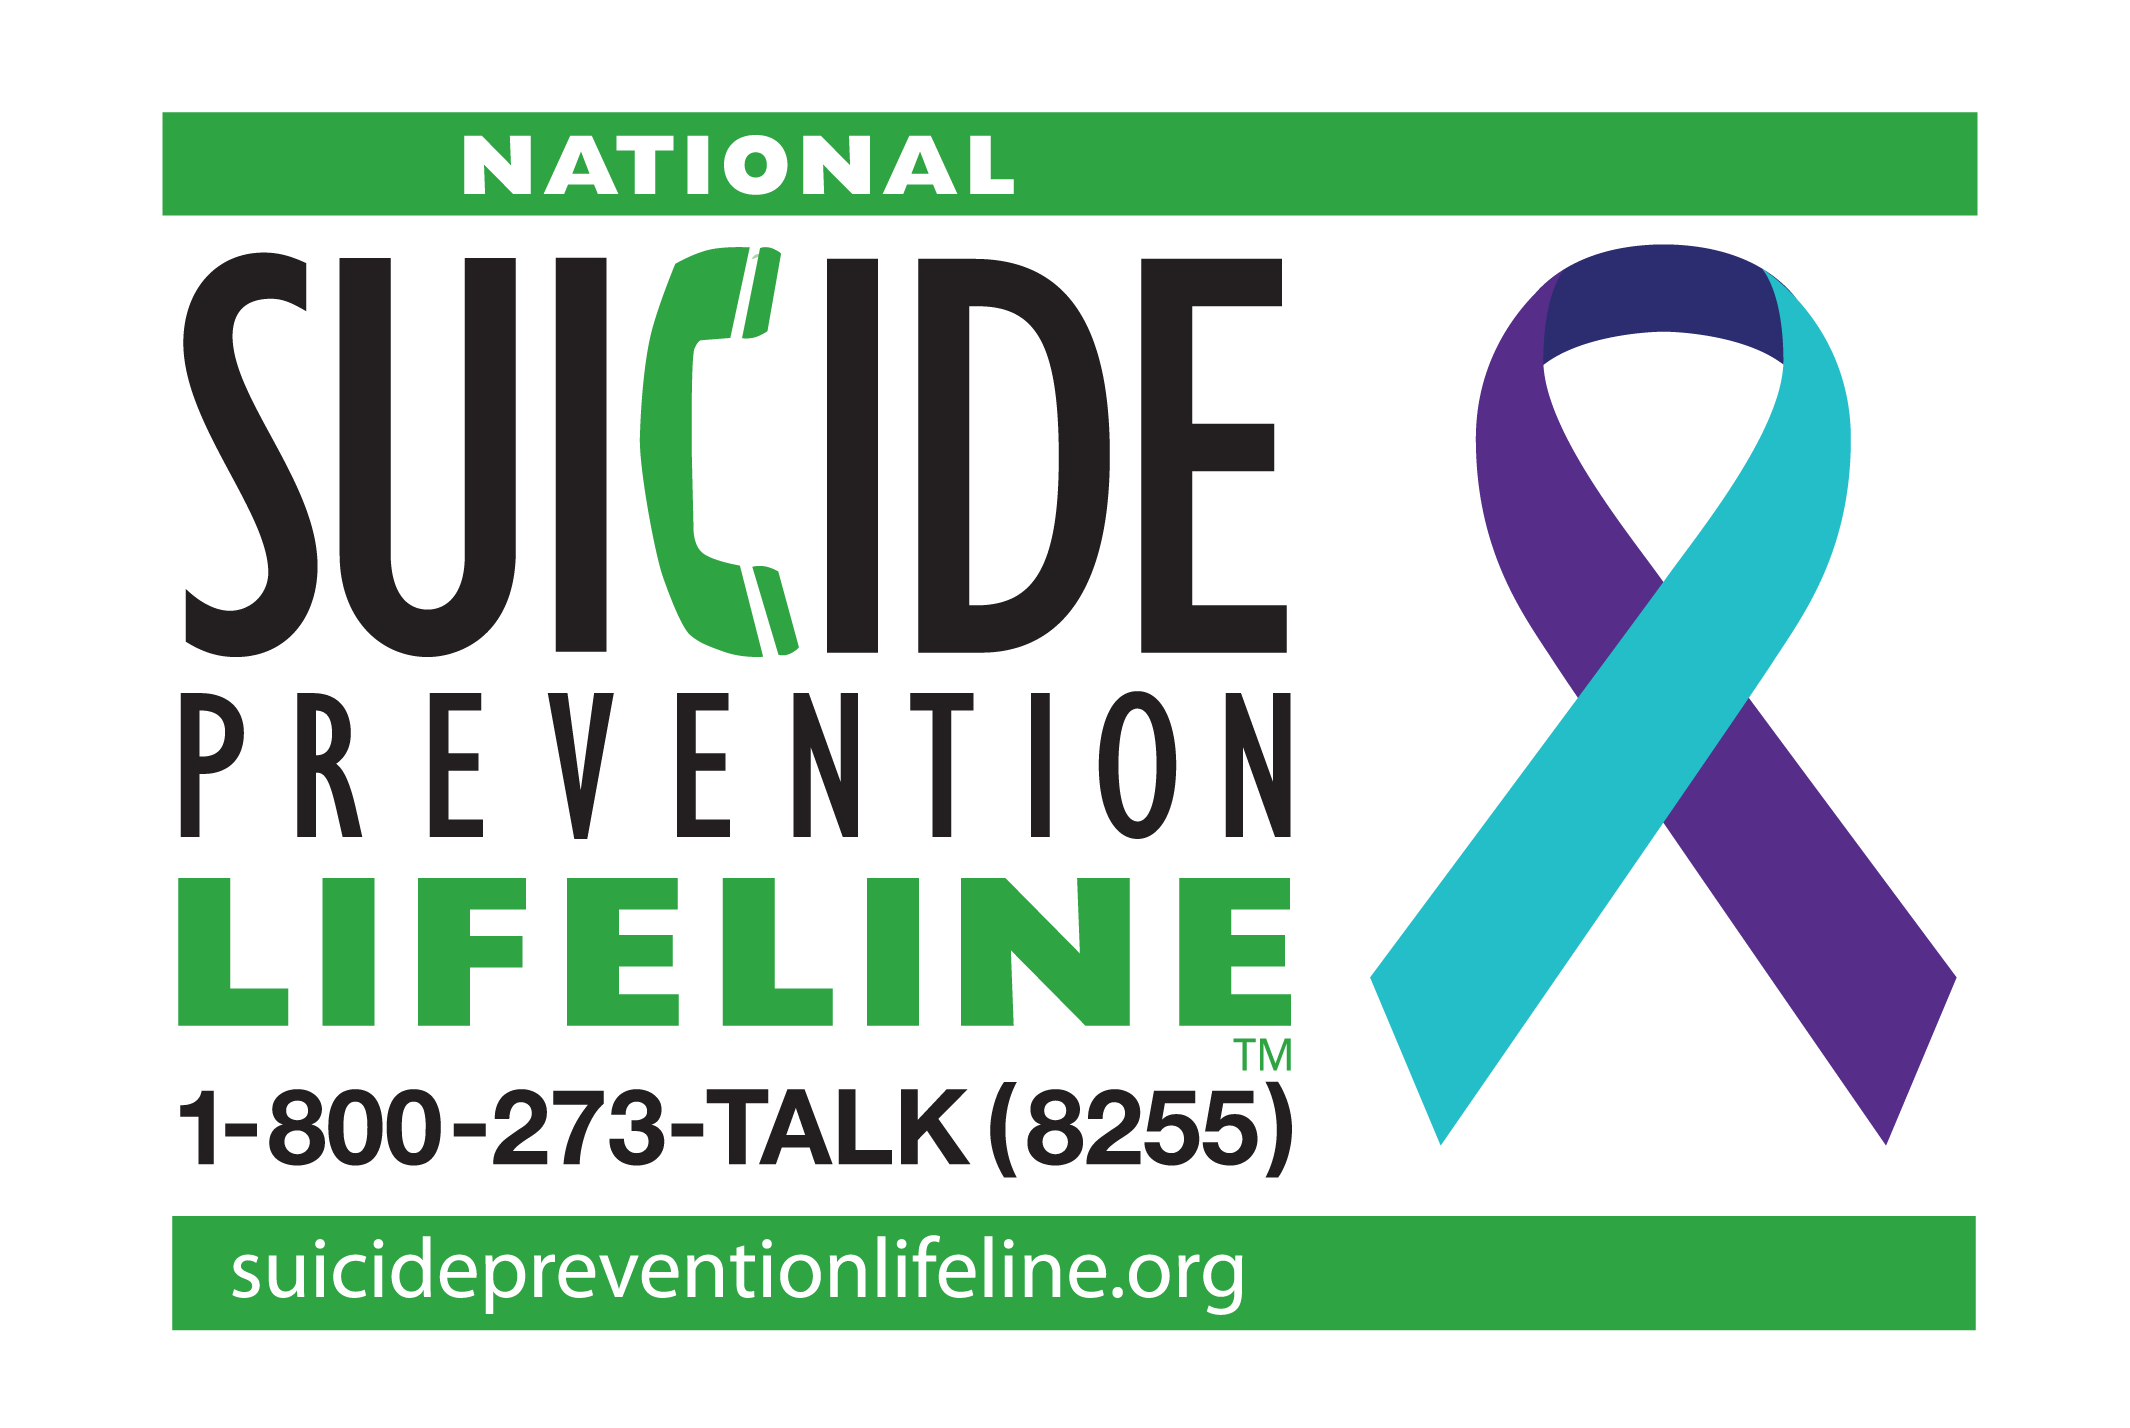 NATIONAL
SUICIDE
PREVENTION
LIFELINE
TM
1-800-273-TALK (8255)
suicidepreventionlifeline.org